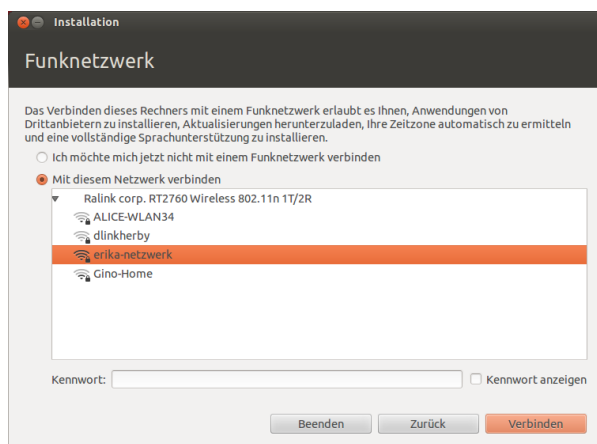 Installation
Funknetzwerk
Das Verbinden dieses Rechners mit einem Funknetzwerk erlaubt es Ihnen, Anwendungen von
Drittanbietern zu installieren, Aktualisierungen herunterzuladen, Ihre Zeitzone automatisch zu ermitteln
und eine vollständige Sprachunterstützung zu installieren.
Ich möchte mich jetzt nicht mit einem Funknetzwerk verbinden
Mit diesem Netzwerk verbinden
Ralink corp. RT2760 Wireless 802.11n 1T/2R
ALICE-WLAN34
dlinkherby
erika-netzwerk
Gino-Home
Kennwort: Kennwort anzeigen
Beenden Zurück Verbinden